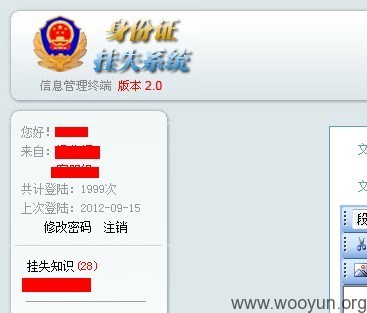 身份证
挂失系统
信息管理终端 版本 2.0
您好！
来自：
共计登陆：1999次
上次登陆：2012-09-15
修改密码 注销
挂失知识(28)
文
文
段
www.wooyun.org